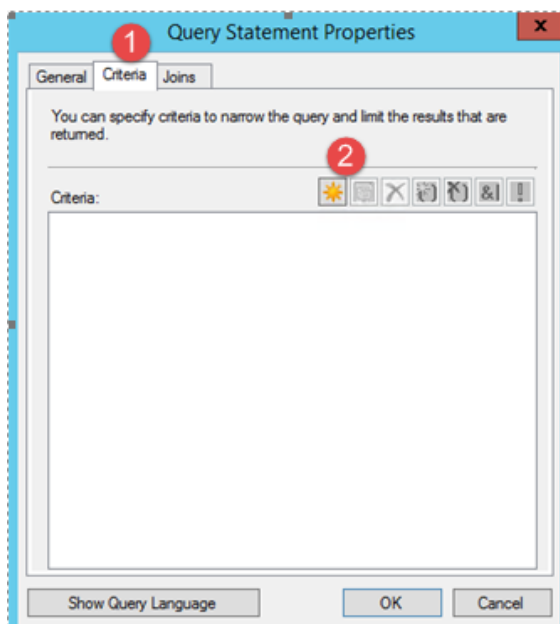 1
Query Statement Properties
x
General Criteria Joins
You can specify criteria to narrow the query and limit the results that are
returned.
2
Criteria:
&|
!
Show Query Language OK Cancel